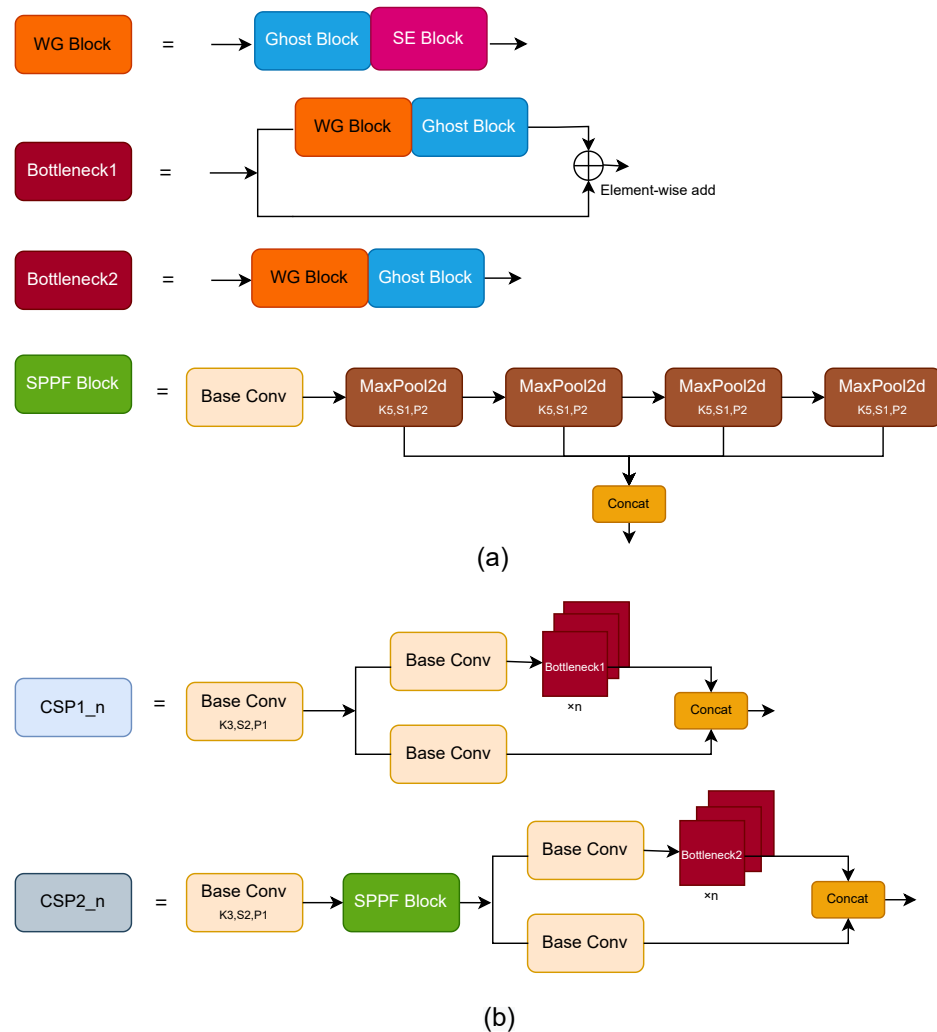 WG Block = Ghost Block SE Block
WG Block Ghost Block
Bottleneck1 =
Element-wise add
Bottleneck2 = WG Block Ghost Block
SPPF Block = Base Conv MaxPool2d MaxPool2d MaxPool2d MaxPool2d
K5,S1,P2 K5,S1,P2 K5,S1,P2 K5,S1,P2
Concat
(a)
Base Conv Bottleneck1
×n
CSP1_n = Base Conv Concat
K3,S2,P1
Base Conv
Base Conv Bottleneck2
×n
CSP2_n = Base Conv SPPF Block Concat
K3,S2,P1
Base Conv
(b)